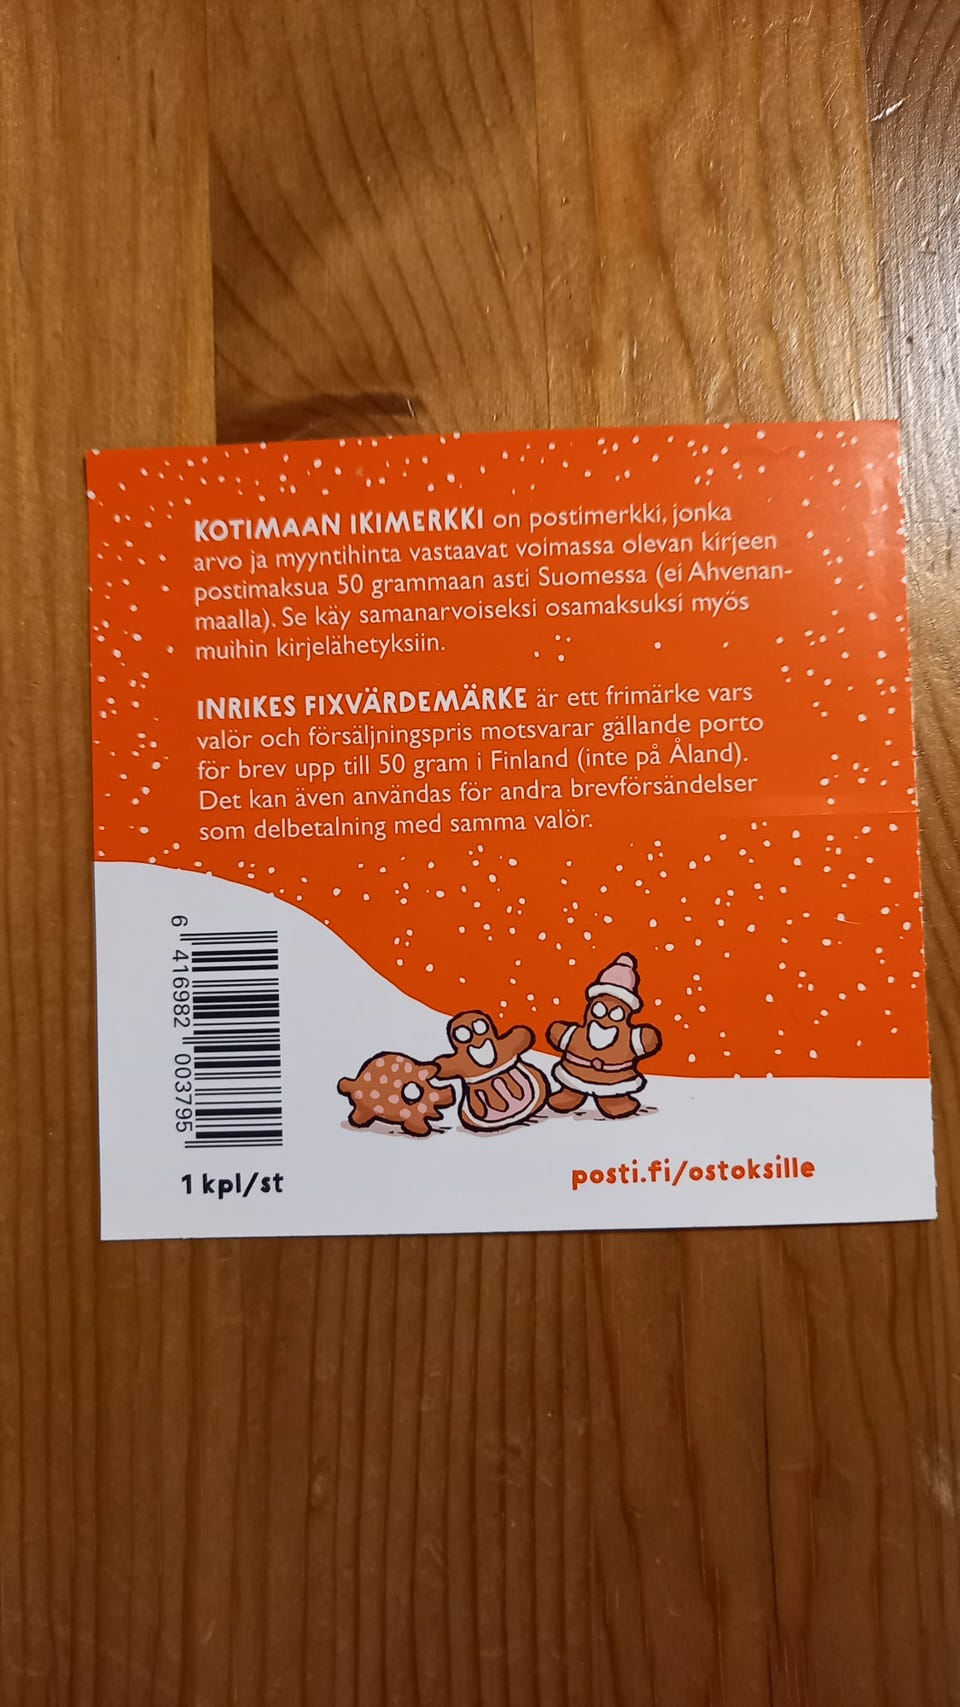 KOTIMAAN IKIMERKKI on postimerkki, jonka
arvo ja myyntihinta vastaavat voimassa olevan kirjeen
postimaksua 50 grammaan asti Suomessa (ei Ahvenan-
maalla). Se käy samanarvoiseksi osamaksuksi myös
muihin kirjelähetyksiin.
INRIKES FIXVÄRDEMÄRKE är ett frimärke vars
valör och försäljningspris motsvarar gällande porto
för brev upp till 50 gram i Finland (inte på Åland).
Det kan även användas för andra brevförsändelser
som delbetalning med samma valör.
6 416982 003795
1 kpl/st
posti.fi/ostoksille